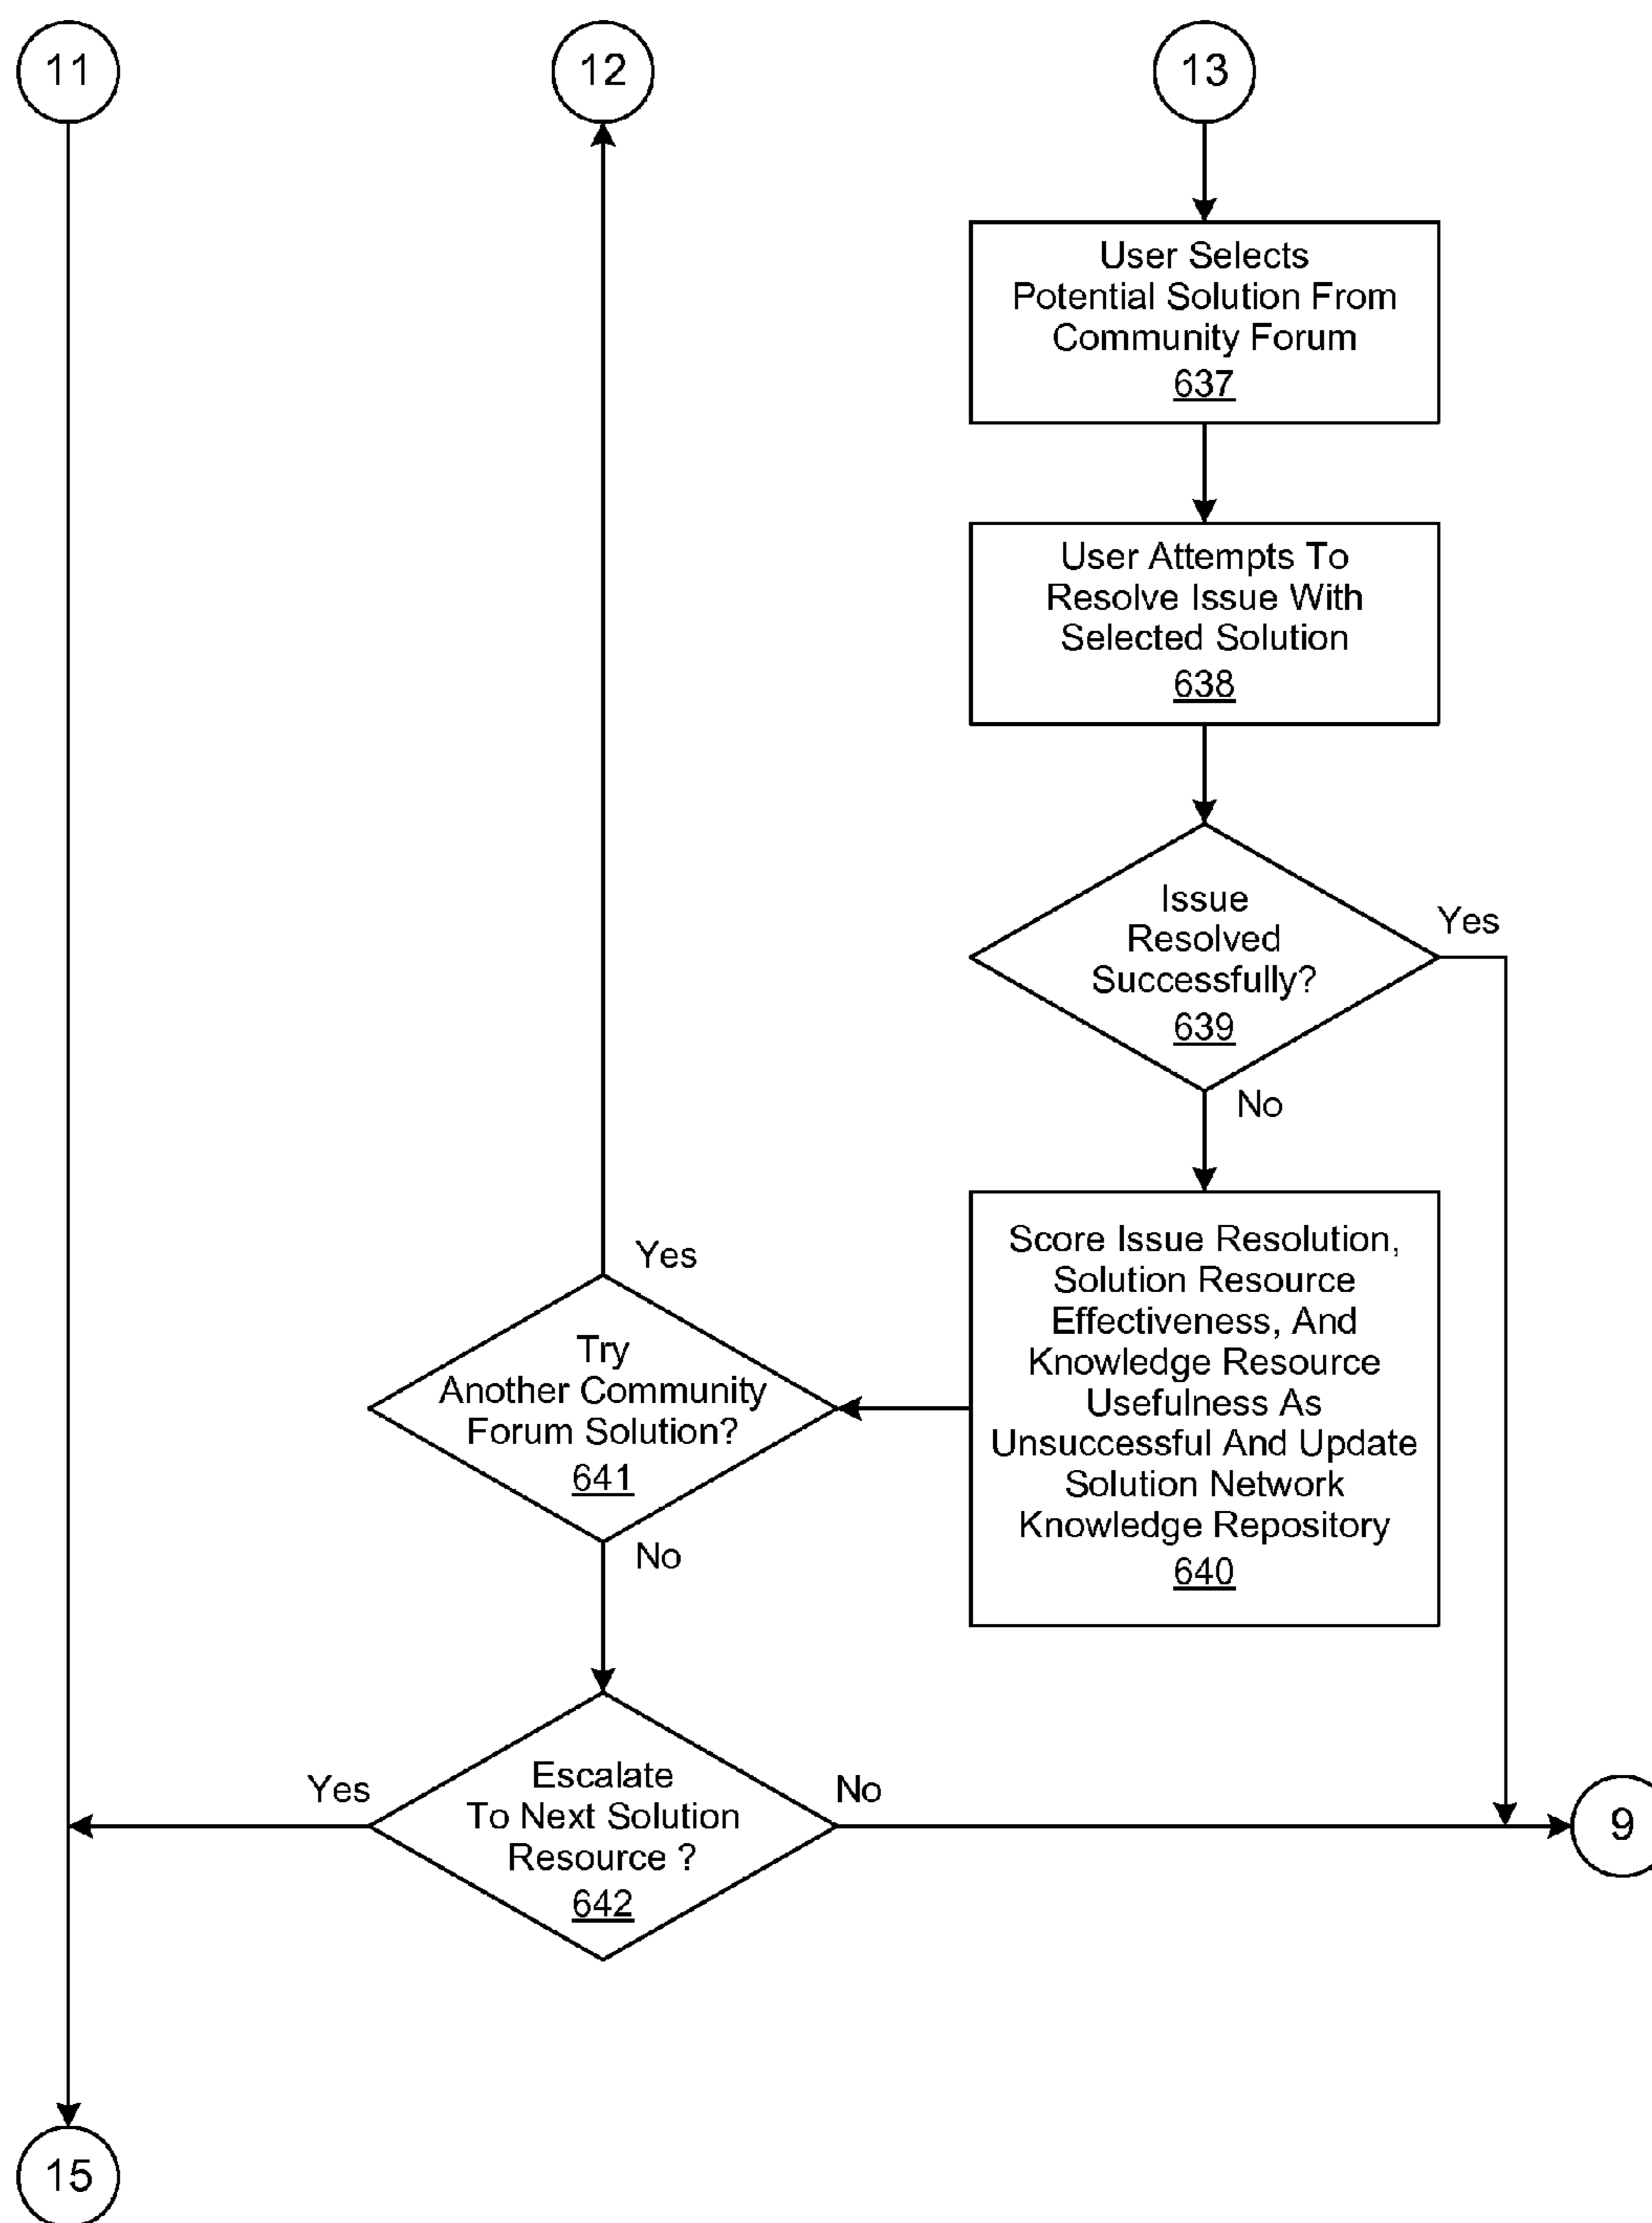 11
12
13
User Selects
Potential Solution From
Community Forum
637
User Attempts To
Resolve Issue With
Selected Solution
638
Issue
Resolved
Successfully?
639
Yes
No
Score Issue Resolution,
Solution Resource
Effectiveness, And
Knowledge Resource
Usefulness As
Unsuccessful And Update
Solution Network
Knowledge Repository
640
Yes
Try
Another Community
Forum Solution?
641
No
Yes
Escalate
To Next Solution
Resource ?
642
No
9
15